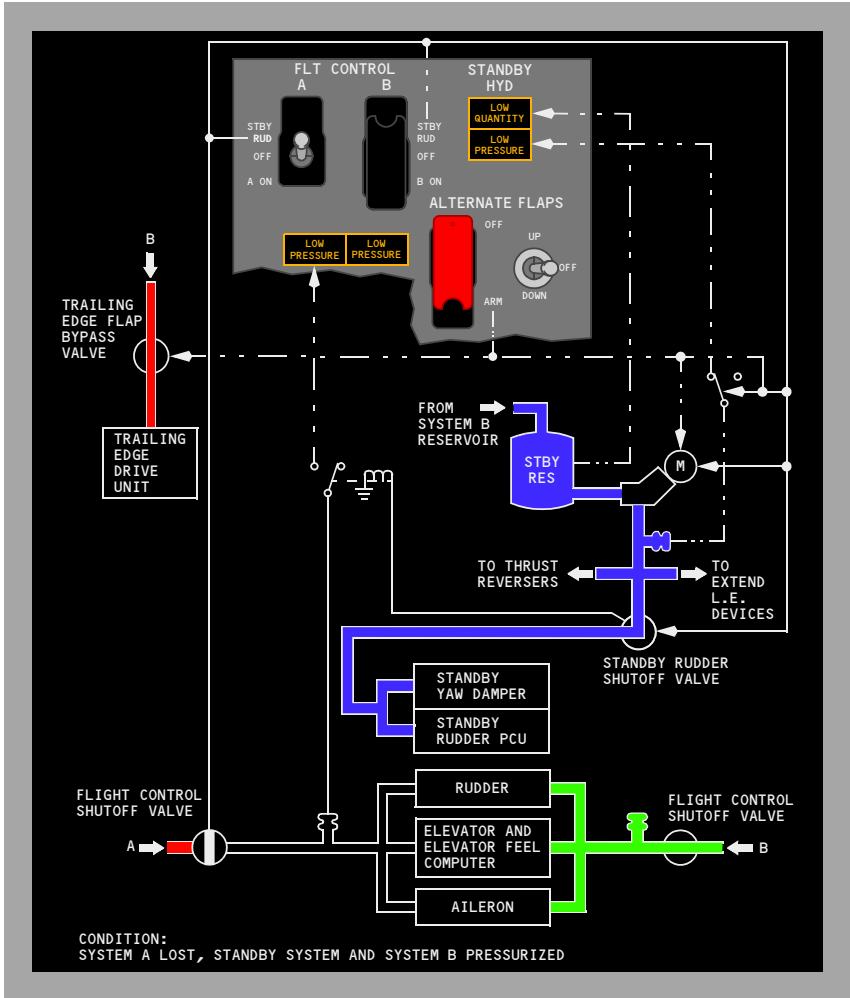 FLT CONTROL
A
B
STANDBY
HYD
LOW
QUANTITY
LOW
PRESSURE
STBY
RUD
OFF
A ON
STBY
RUD
OFF
B ON
ALTERNATE FLAPS
OFF
ARM
UP
OFF
DOWN
LOW
PRESSURE
LOW
PRESSURE
B
TRAILING
EDGE FLAP
BYPASS
VALVE
TRAILING
EDGE
DRIVE
UNIT
FROM
SYSTEM B
RESERVOIR
STBY
RES
M
TO THRUST
REVERSERS
TO
EXTEND
L.E.
DEVICES
STANDBY RUDDER
SHUTOFF VALVE
STANDBY
YAW DAMPER
STANDBY
RUDDER PCU
FLIGHT CONTROL
SHUTOFF VALVE
A
RUDDER
ELEVATOR AND
ELEVATOR FEEL
COMPUTER
AILERON
FLIGHT CONTROL
SHUTOFF VALVE
B
CONDITION:
SYSTEM A LOST, STANDBY SYSTEM AND SYSTEM B PRESSURIZED